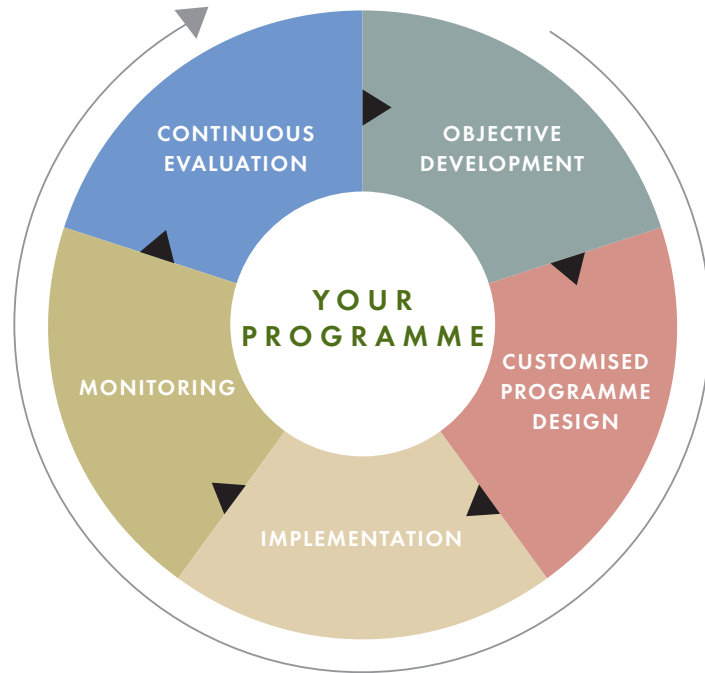 CONTINUOUS
EVALUATION
OBJECTIVE
DEVELOPMENT
YOUR
PROGRAMME
CUSTOMISED
PROGRAMME
DESIGN
MONITORING
IMPLEMENTATION